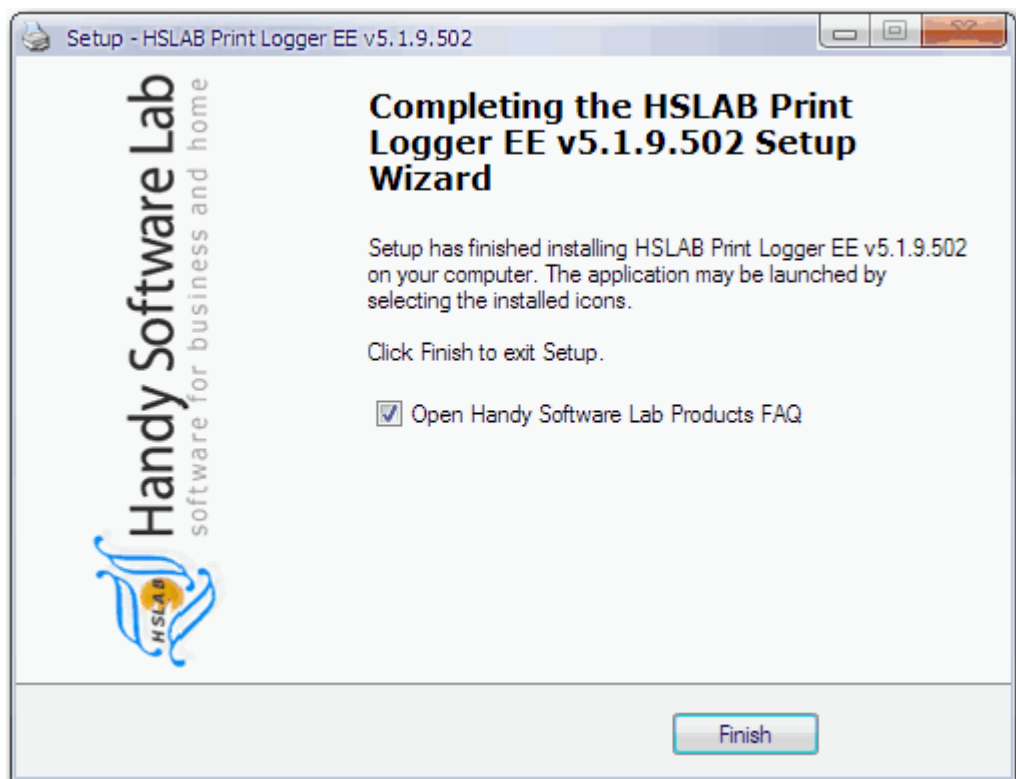 Setup - HSLAB Print Logger EE v5.1.9.502
Handy Software Lab
software for business and home
HSLAB
Completing the HSLAB Print
Logger EE v5.1.9.502 Setup
Wizard
Setup has finished installing HSLAB Print Logger EE v5.1.9.502
on your computer. The application may be launched by
selecting the installed icons.
Click Finish to exit Setup.
Open Handy Software Lab Products FAQ
Finish